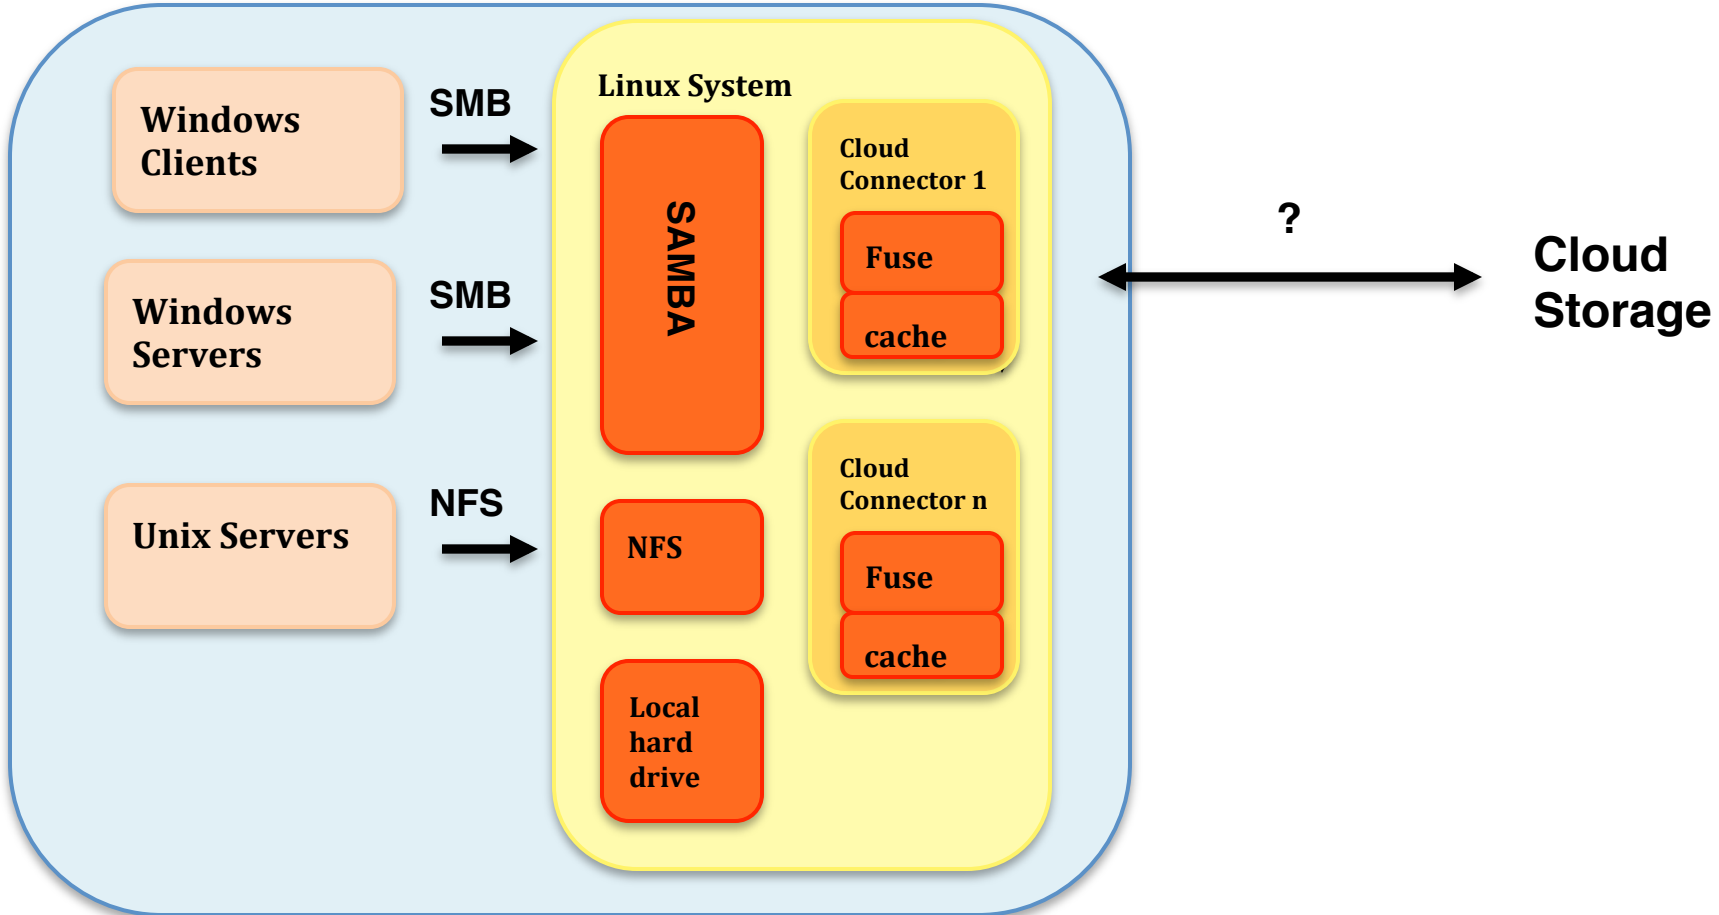 Windows
Clients
SMB
Windows
Servers
SMB
Unix Servers
NFS
Linux System
SAMBA
NFS
Local
hard
drive
Cloud
Connector 1
Fuse
cache
Cloud
Connector n
Fuse
cache
?
Cloud
Storage